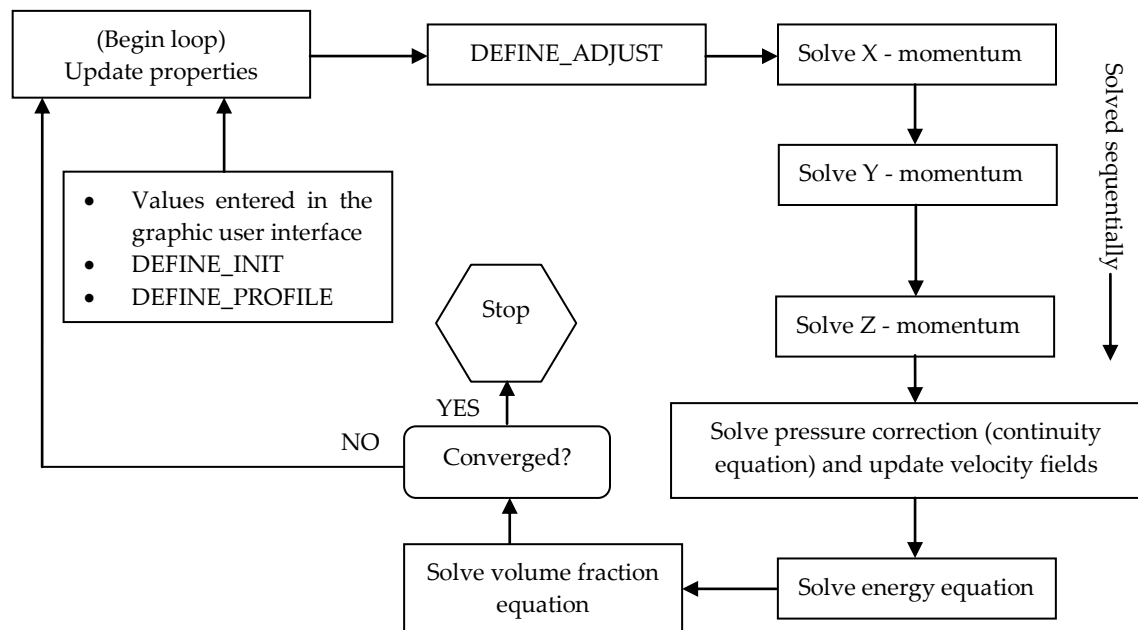 (Begin loop)
Update properties
DEFINE_ADJUST
Solve X - momentum
Solved sequentially
Solve Y - momentum
• Values entered in the
graphic user interface
• DEFINE_INIT
• DEFINE_PROFILE
Stop
Solve Z - momentum
YES
NO
Converged?
Solve pressure correction (continuity
equation) and update velocity fields
Solve volume fraction
equation
Solve energy equation